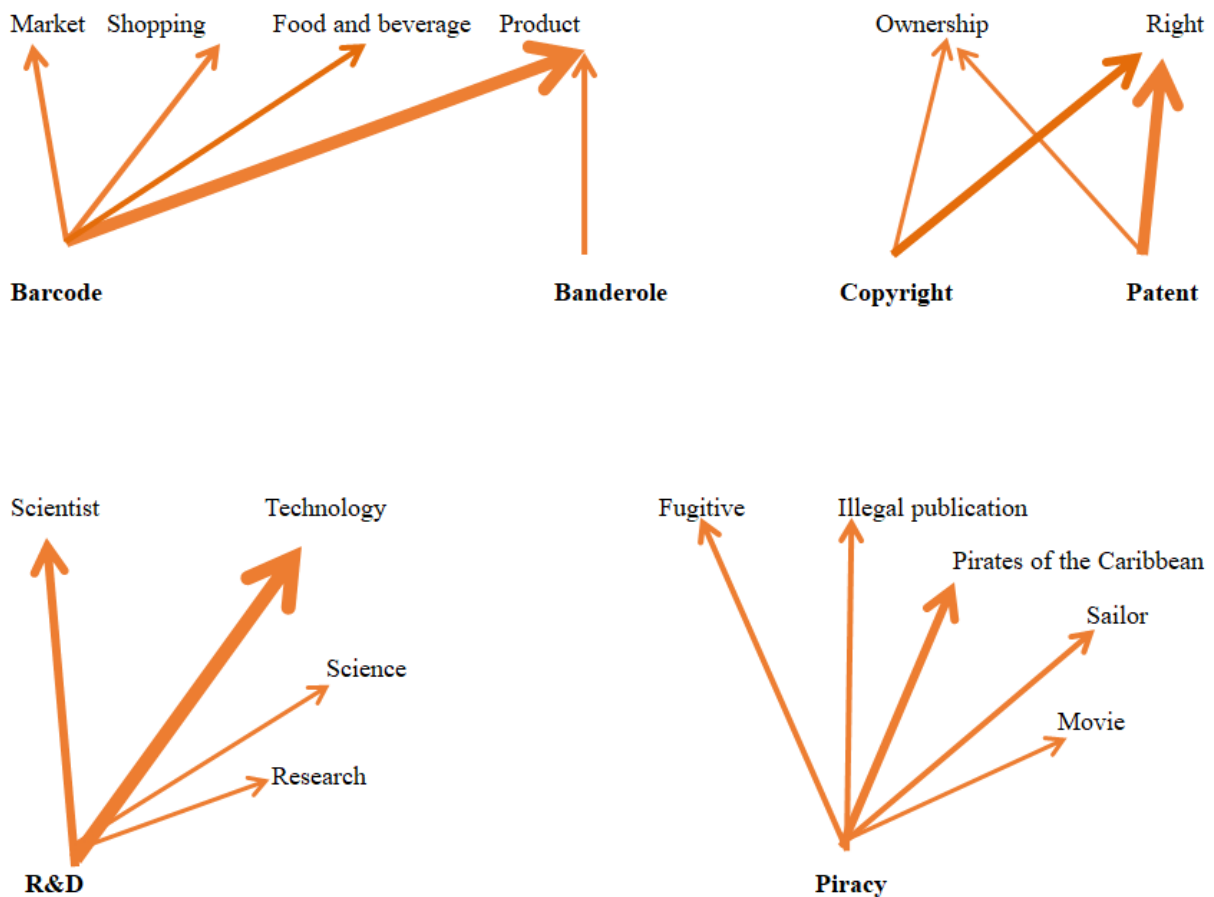 Market Shopping Food and beverage Product Ownership Right
Barcode Banderole Copyright Patent
Scientist Technology Fugitive Illegal publication
Pirates of the Caribbean
Sailor
Science
Movie
Research
R&D Piracy